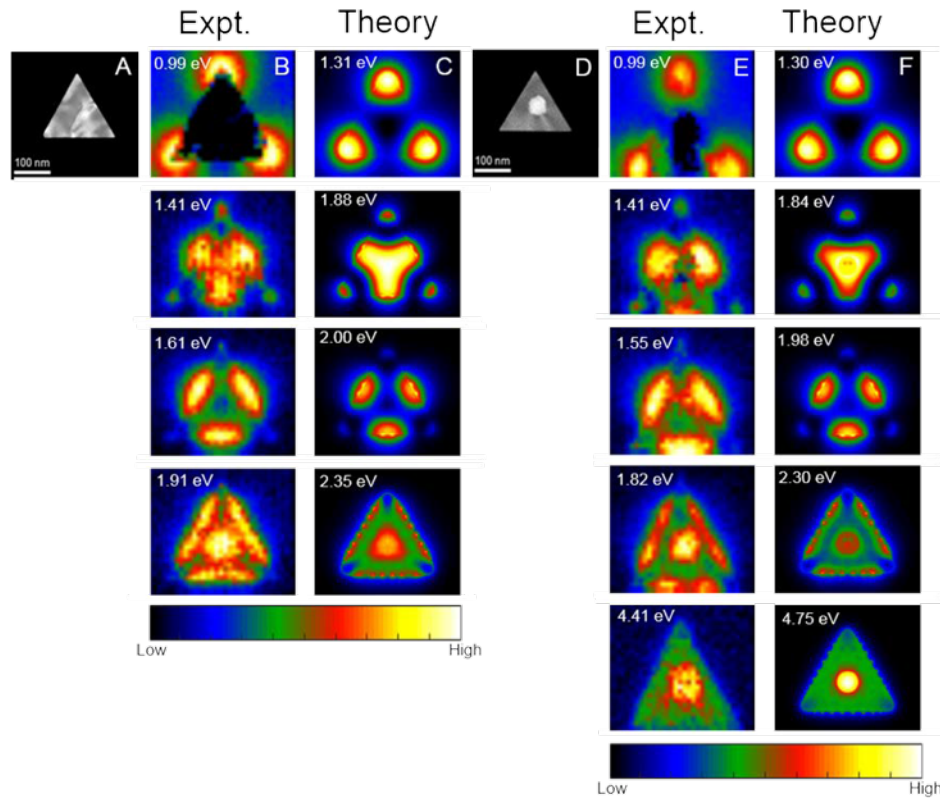 Expt. Theory Expt. Theory
A 0.99 eV B 1.31 eV C D 0.99 eV E 1.30 eV F
100 nm 100 nm
1.41 eV 1.88 eV 1.41 eV 1.84 eV
1.61 eV 2.00 eV 1.55 eV 1.98 eV
1.91 eV 2.35 eV 1.82 eV 2.30 eV
4.41 eV 4.75 eV
Low High
Low High